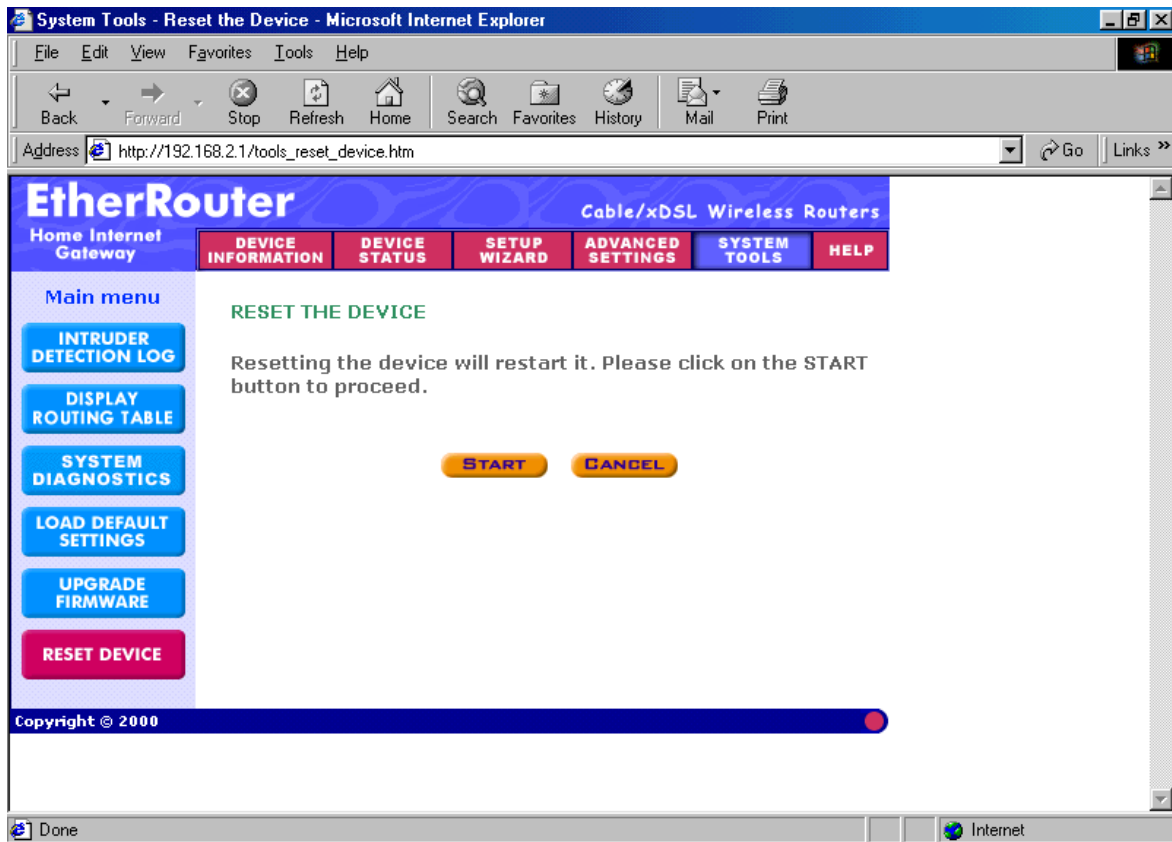 System Tools - Reset the Device - Microsoft Internet Explorer
File Edit View Favorites Tools Help
Back Forward Stop Refresh Home Search Favorites History Mail Print
Address http://192.168.2.1/tools_reset_device.htm Go Links »
EtherRouter
Cable/xDSL Wireless Routers
Home Internet
Gateway
DEVICE
INFORMATION
DEVICE
STATUS
SETUP
WIZARD
ADVANCED
SETTINGS
SYSTEM
TOOLS
HELP
Main menu
INTRUDER
DETECTION LOG
DISPLAY
ROUTING TABLE
SYSTEM
DIAGNOSTICS
LOAD DEFAULT
SETTINGS
UPGRADE
FIRMWARE
RESET DEVICE
RESET THE DEVICE
Resetting the device will restart it. Please click on the START
button to proceed.
START CANCEL
Copyright © 2000
Done Internet